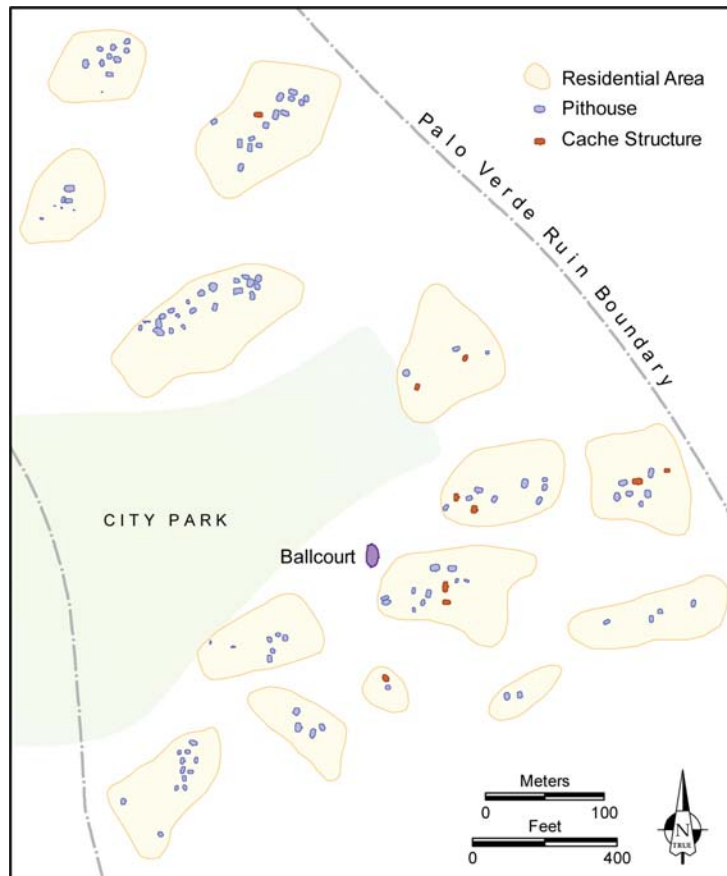 Residential Area
Pithouse
Cache Structure
Palo Verde Ruin Boundary
CITY PARK
Ballcourt
Meters
0 100
Feet
0 400
N
TRUE